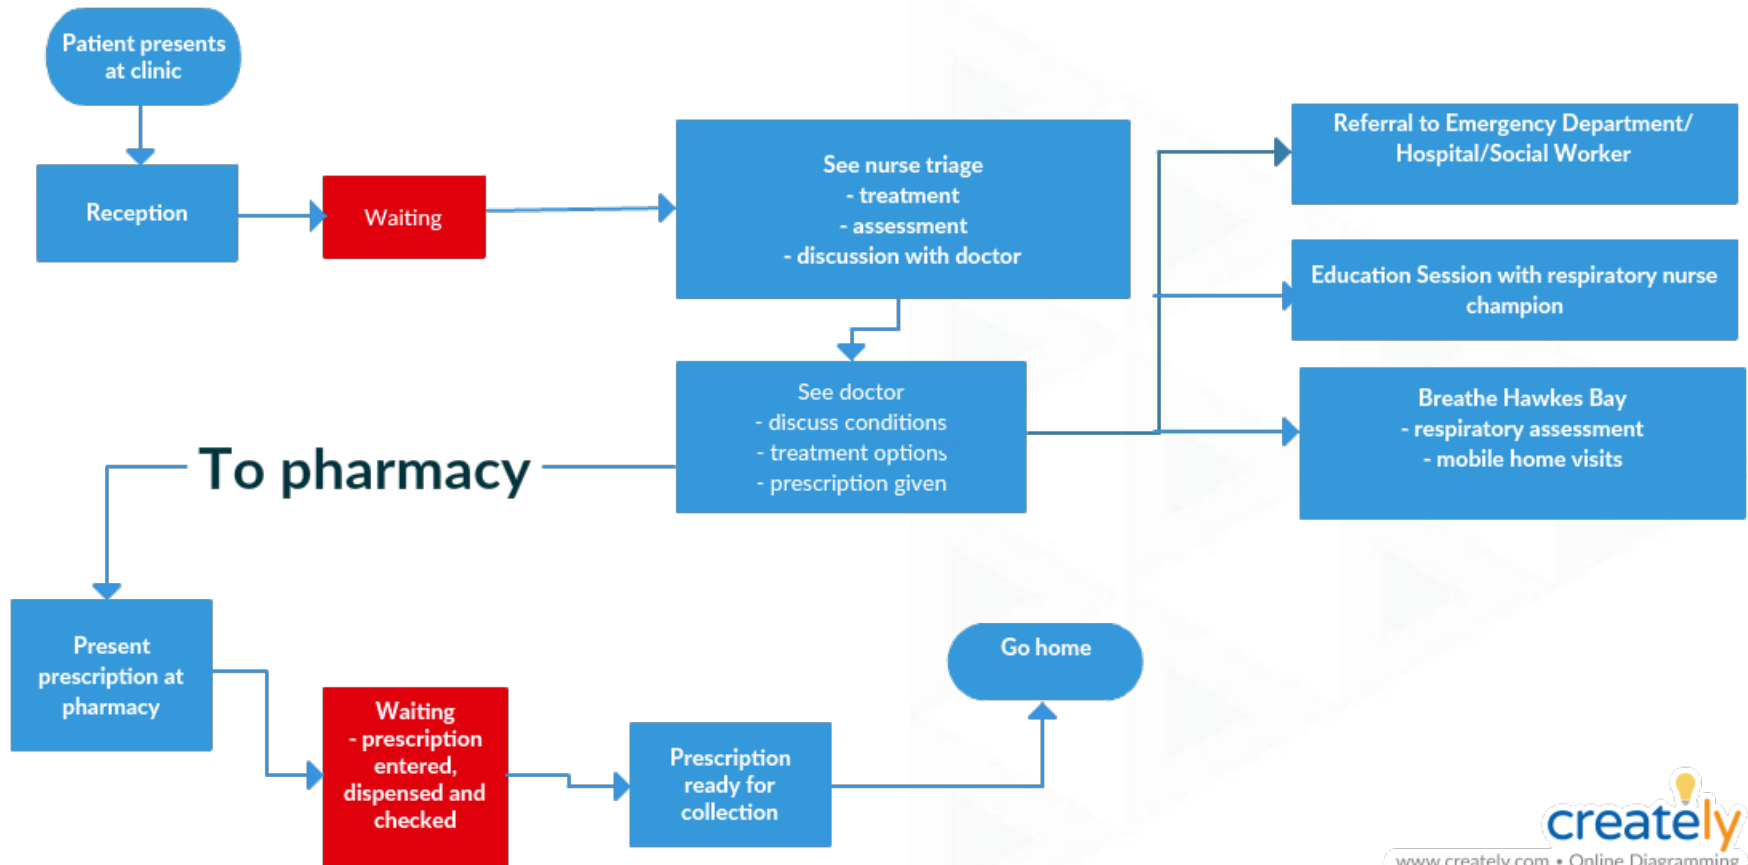 Patient presents
at clinic
Reception
Waiting
See nurse triage
- treatment
- assessment
- discussion with doctor
Referral to Emergency Department/
Hospital/Social Worker
Education Session with respiratory nurse
champion
See doctor
- discuss conditions
- treatment options
- prescription given
Breathe Hawkes Bay
- respiratory assessment
- mobile home visits
To pharmacy
Present
prescription at
pharmacy
Waiting
- prescription
entered,
dispensed and
checked
Prescription
ready for
collection
Go home
creately
www.creately.com • Online Diagramming